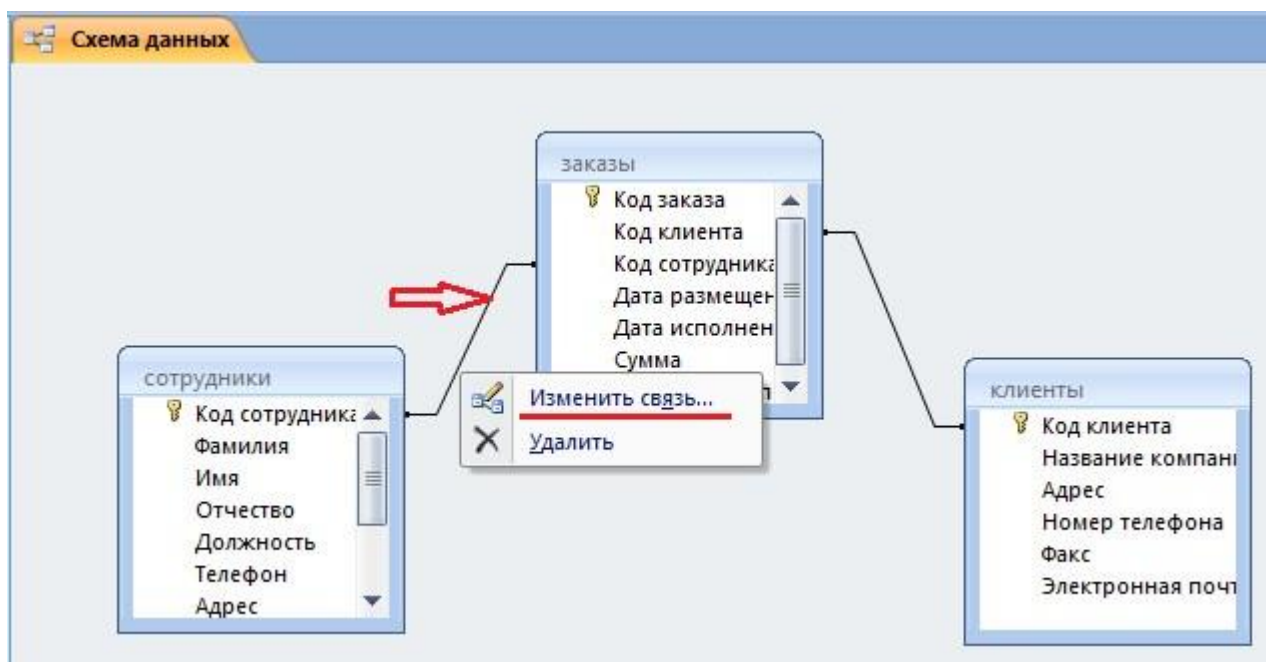 Схема данных
заказы
Код заказа
Код клиента
Код сотрудника
Дата размещен
Дата исполнен
Сумма
сотрудники
Код сотрудника
Фамилия
Имя
Отчество
Должность
Телефон
Адрес
Изменить связь...
Удалить
клиенты
Код клиента
Название компани
Адрес
Номер телефона
Факс
Электронная почт